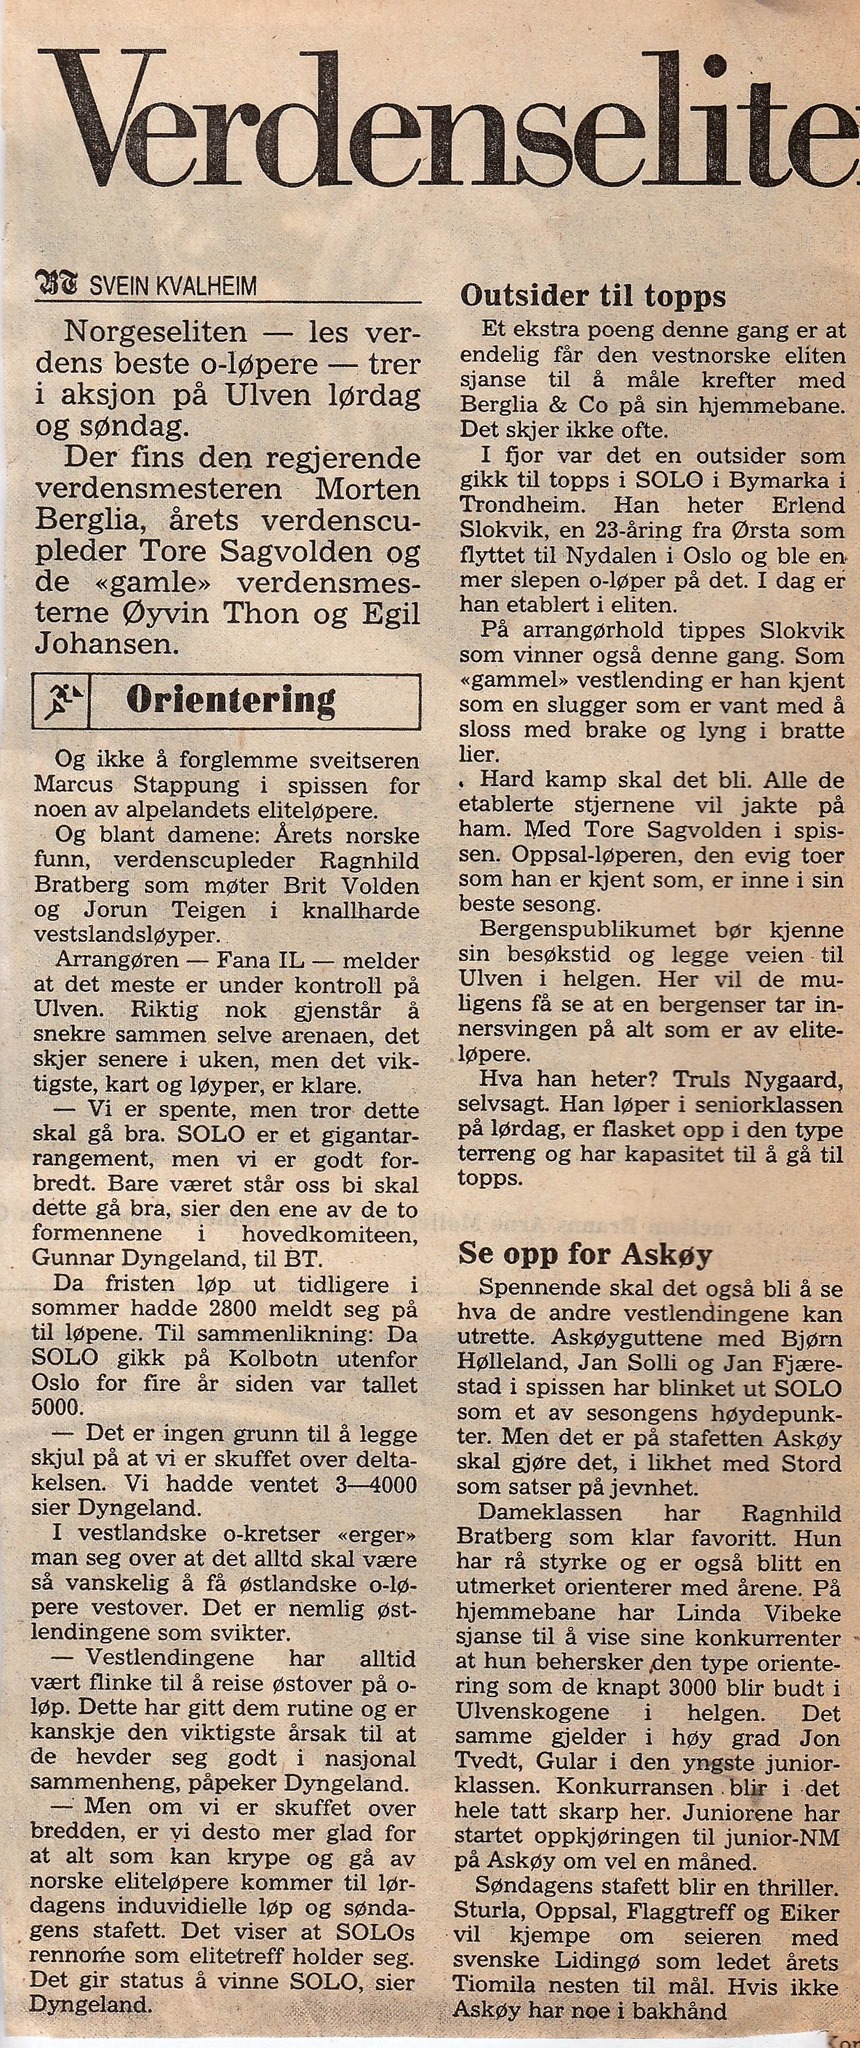 Verdenselite
BT SVEIN KVALHEIM
Norgeseliten — les ver-
dens beste o-løpere — trer
i aksjon på Ulven lørdag
og søndag.
Der fins den regjerende
verdensmesteren Morten
Berglia, årets verdenscu-
pleder Tore Sagvolden og
de «gamle» verdensmes-
terne Øyvin Thon og Egil
Johansen.
Orientering
Og ikke å forglemme sveitseren
Marcus Stappung i spissen for
noen av alpelandets eliteløpere.
Og blant damene: Årets norske
funn, verdenscupleder Ragnhild
Bratberg som møter Brit Volden
og Jorun Teigen i knallharde
vestslandsløyper.
Arrangøren — Fana IL — melder
at det meste er under kontroll på
Ulven. Riktig nok gjenstår å
snekre sammen selve arenaen, det
skjer senere i uken, men det vik-
tigste, kart og løyper, er klare.
— Vi er spente, men tror dette
skal gå bra. SOLO er et gigantar-
rangement, men vi er godt for-
bredt. Bare været står oss bi skal
dette gå bra, sier den ene av de to
formennene i hovedkomiteen,
Gunnar Dyngeland, til BT.
Da fristen løp ut tidligere i
sommer hadde 2800 meldt seg på
til løpene. Til sammenlikning: Da
SOLO gikk på Kolbotn utenfor
Oslo for fire år siden var tallet
5000.
— Det er ingen grunn til å legge
skjul på at vi er skuffet over delta-
kelsen. Vi hadde ventet 3—4000
sier Dyngeland.
I vestlandske o-kretser «erger»
man seg over at det alltd skal være
så vanskelig å få østlandske o-lø-
pere vestover. Det er nemlig øst-
lendingene som svikter.
— Vestlendingene har alltid
vært flinke til å reise østover på o-
løp. Dette har gitt dem rutine og er
kanskje den viktigste årsak til at
de hevder seg godt i nasjonal
sammenheng, påpeker Dyngeland.
— Men om vi er skuffet over
bredden, er vi desto mer glad for
at alt som kan krype og gå av
norske eliteløpere kommer til lør-
dagens induvidielle løp og sønda-
gens stafett. Det viser at SOLOs
rennome som elitetreff holder seg.
Det gir status å vinne SOLO, sier
Dyngeland.
Outsider til topps
Et ekstra poeng denne gang er at
endelig får den vestnorske eliten
sjanse til å måle krefter med
Berglia & Co på sin hjemmebane.
Det skjer ikke ofte.
I fjor var det en outsider som
gikk til topps i SOLO i Bymarka i
Trondheim. Han heter Erlend
Slokvik, en 23-åring fra Ørsta som
flyttet til Nydalen i Oslo og ble en
mer slepen o-løper på det. I dag er
han etablert i eliten.
På arrangørhold tippes Slokvik
som vinner også denne gang. Som
«gammel» vestlending er han kjent
som en slugger som er vant med å
sloss med brake og lyng i bratte
lier.
Hard kamp skal det bli. Alle de
etablerte stjernene vil jakte på
ham. Med Tore Sagvolden i spis-
sen. Oppsal-løperen, den evig toer
som han er kjent som, er inne i sin
beste sesong.
Bergenspublikumet bør kjenne
sin besøkstid og legge veien til
Ulven i helgen. Her vil de mu-
ligens få se at en bergenser tar in-
nersvingen på alt som er av elite-
løpere.
Hva han heter? Truls Nygaard,
selvsagt. Han løper i seniorklassen
på lørdag, er flasket opp i den type
terreng og har kapasitet til å gå til
topps.
Se opp for Askøy
Spennende skal det også bli å se
hva de andre vestlendingene kan
utrette. Askøyguttene med Bjørn
Hølleland, Jan Solli og Jan Fjære-
stad i spissen har blinket ut SOLO
som et av sesongens høydepunk-
ter. Men det er på stafetten Askøy
skal gjøre det, i likhet med Stord
som satser på jevnhet.
Dameklassen har Ragnhild
Bratberg som klar favoritt. Hun
har rå styrke og er også blitt en
utmerket orienterer med årene. På
hjemmebane har Linda Vibeke
sjanse til å vise sine konkurrenter
at hun behersker den type oriente-
ring som de knapt 3000 blir budt i
Ulvenskogene i helgen. Det
samme gjelder i høy grad Jon
Tvedt, Gular i den yngste junior-
klassen. Konkurransen blir i det
hele tatt skarp her. Juniorene har
startet oppkjøringen til junior-NM
på Askøy om vel en måned.
Søndagens stafett blir en thriller.
Sturla, Oppsal, Flaggtreff og Eiker
vil kjempe om seieren med
svenske Lidingø som ledet årets
Tiomila nesten til mål. Hvis ikke
Askøy har noe i bakhånd